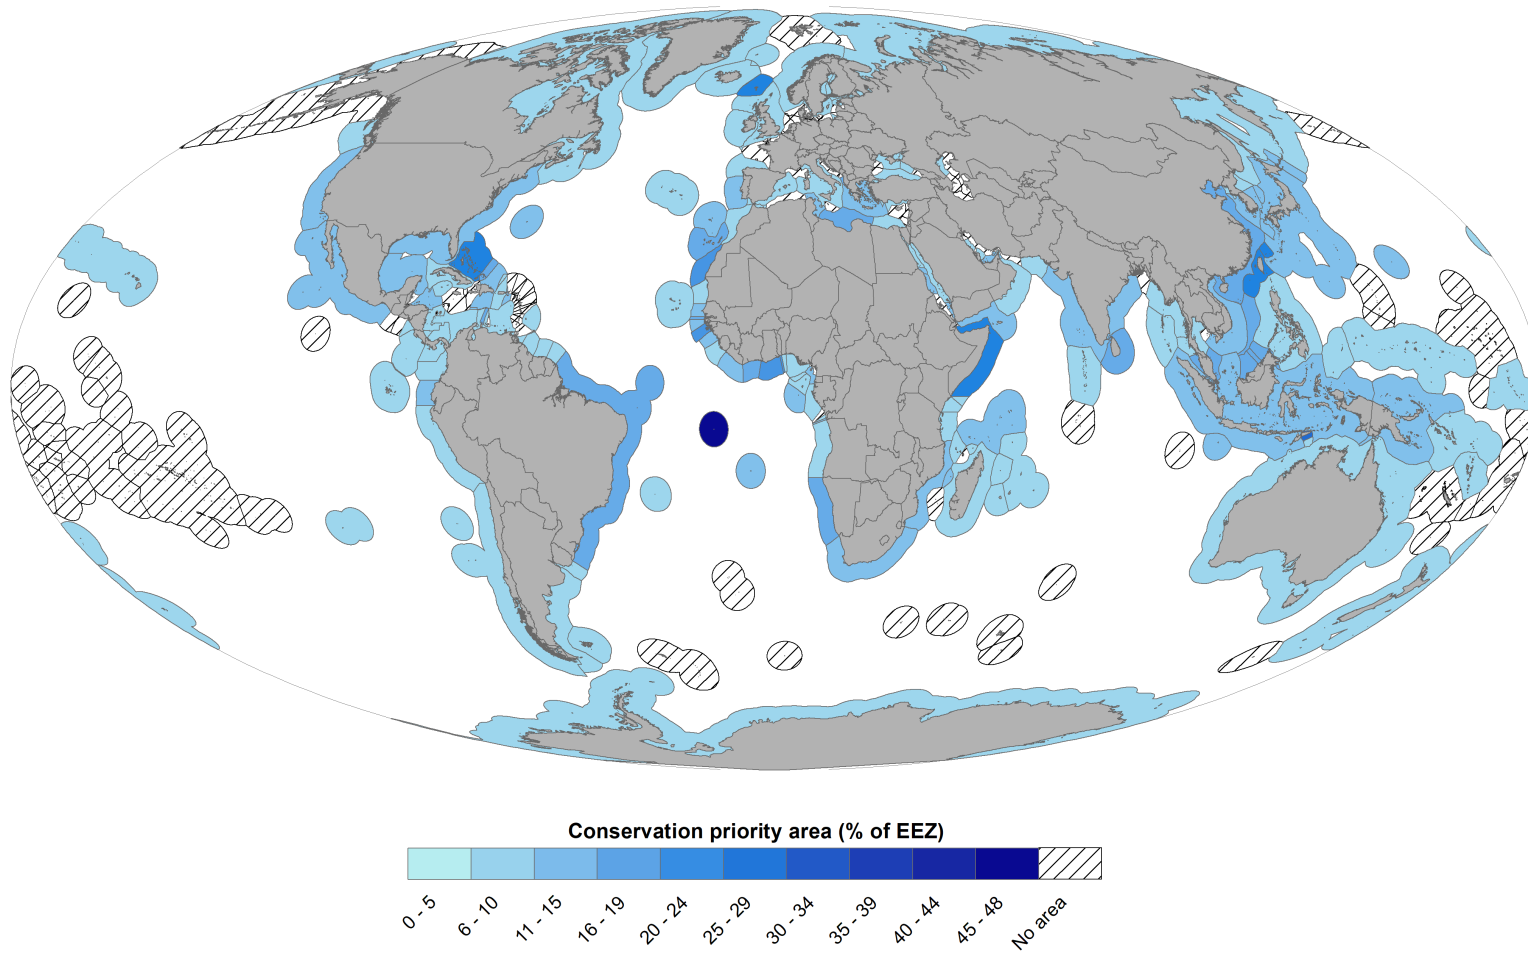 Conservation priority area (% of EEZ)
0 - 5
6 - 10
11 - 15
16 - 19
20 - 24
25 - 29
30 - 34
35 - 39
40 - 44
45 - 48
No area